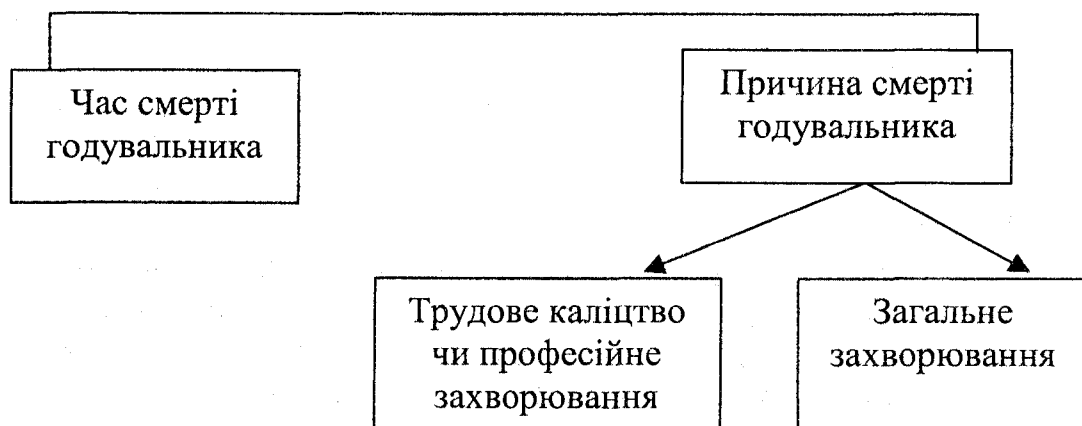 Час смерті
годувальника
Причина смерті
годувальника
Трудове каліцтво
чи професійне
захворювання
Загальне
захворювання